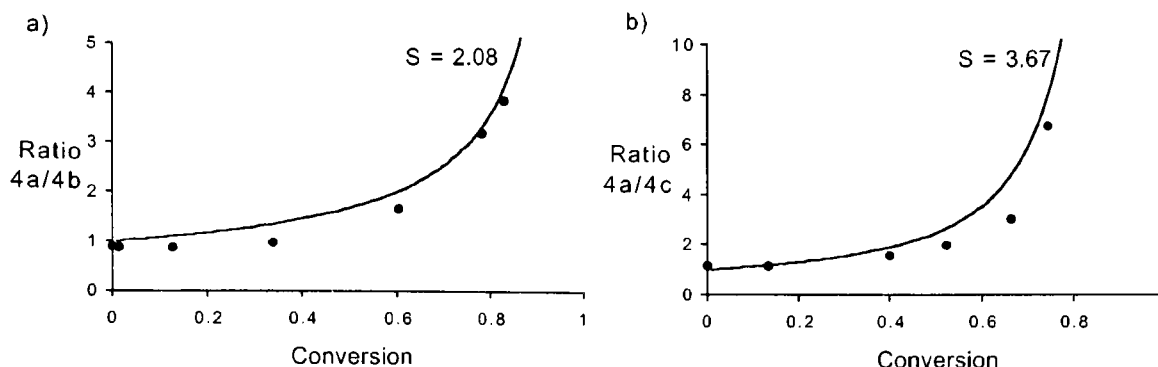 a)
5
4
3
2
1
0
Ratio
4a/4b
S = 2.08
0 0.2 0.4 0.6 0.8 1
Conversion
b)
10
8
6
4
2
0
Ratio
4a/4c
S = 3.67
0 0.2 0.4 0.6 0.8
Conversion